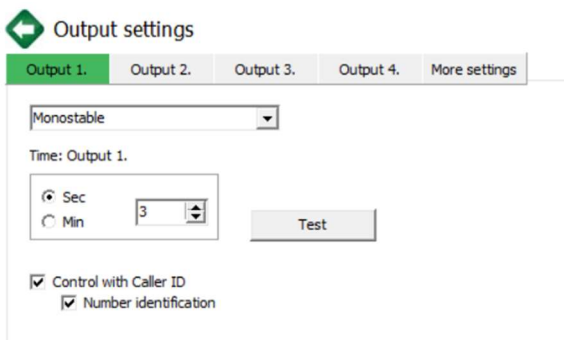 Output settings
Output 1. Output 2. Output 3. Output 4. More settings
Monostable
Time: Output 1.
Sec
3
Min
Test
Control with Caller ID
Number identification